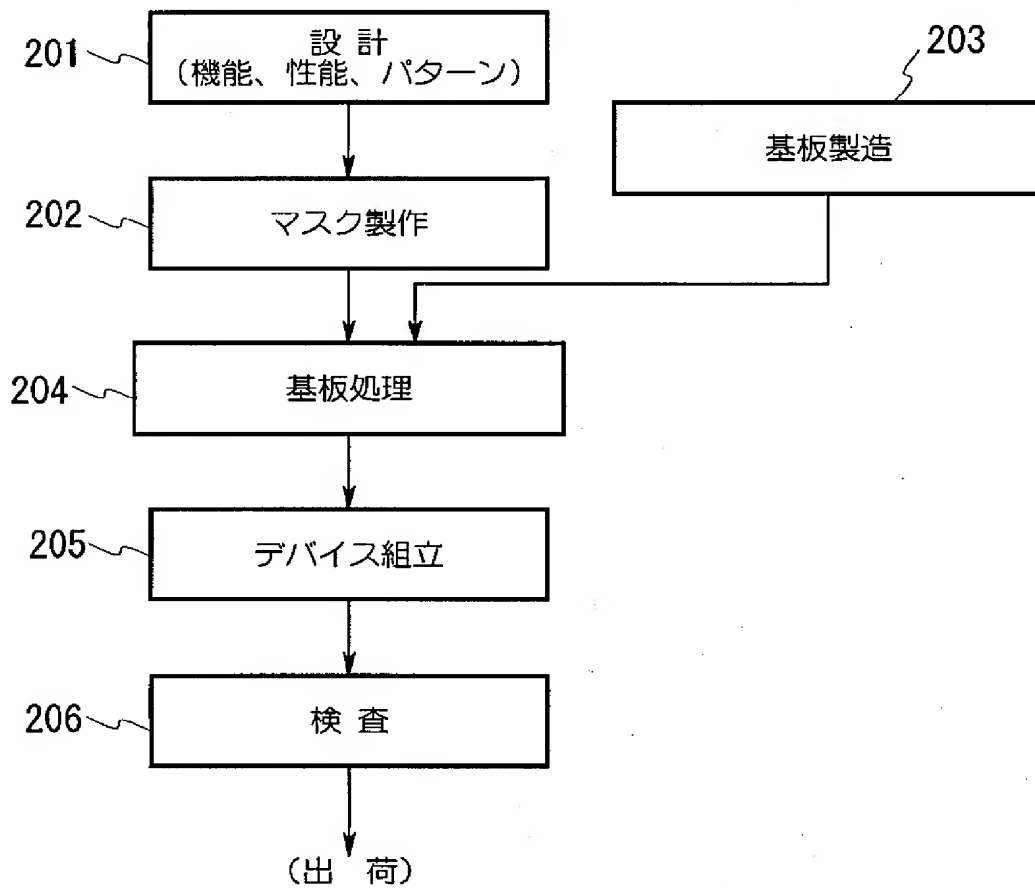 201
設 計
(機能、性能、パターン)
203
基板製造
202
マスク製作
204
基板処理
205
デバイス組立
206
検 査
(出 荷)